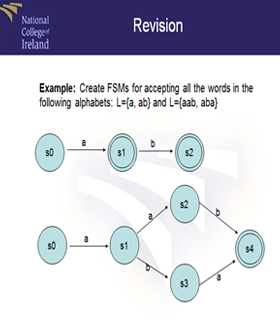 National
College of
Ireland
Revision
Example: Create FSMs for accepting all the words in the
following alphabets: L={a, ab} and L={aab, aba}
s0 a s1 b s2
s2
a b
s0 a s1 s4
b a
s3